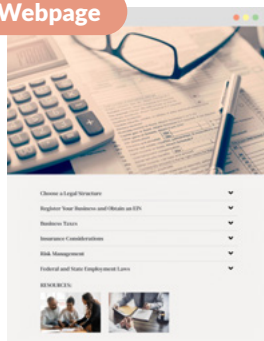 Webpage
Choose a Legal Structure
Register Your Business and Obtain an EIN
Business Taxes
Insurance Considerations
Risk Management
Federal and State Employment Laws
RESOURCES: